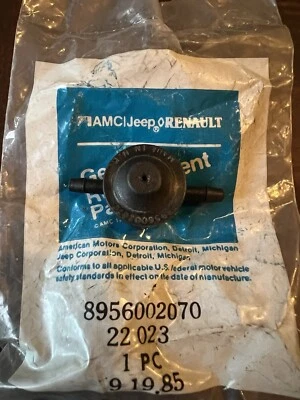 AMC|Jeep◊RENAULT
American Motors Corporation, Detroit, Michigan
Jeep Corporation, Detroit, Michigan
Conforms to all applicable U.S. federal motor vehicle
safety standards in effect on the date of manufacture.
8956002070
22 023
1 PC
9.19.85